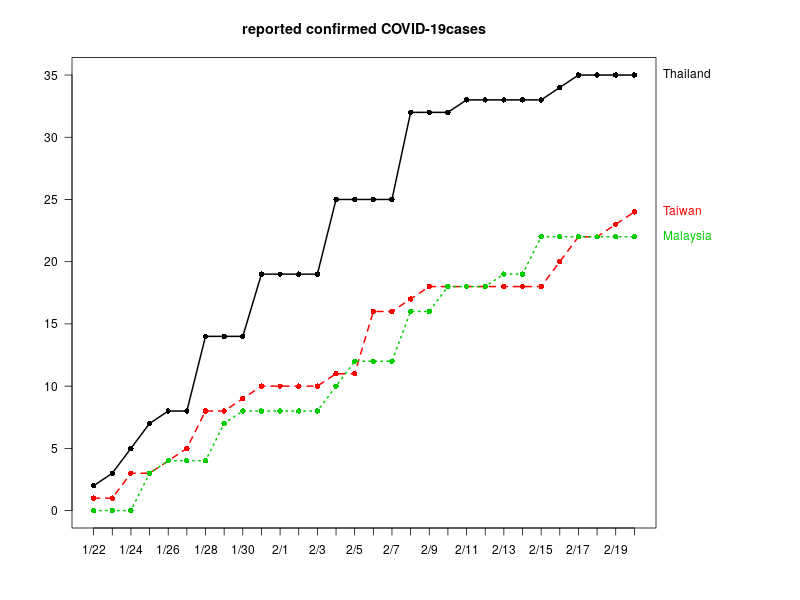 reported confirmed COVID-19cases
35
30
25
20
15
10
5
0
Thailand
Taiwan
Malaysia
1/22 1/24 1/26 1/28 1/30 2/1 2/3 2/5 2/7 2/9 2/11 2/13 2/15 2/17 2/19